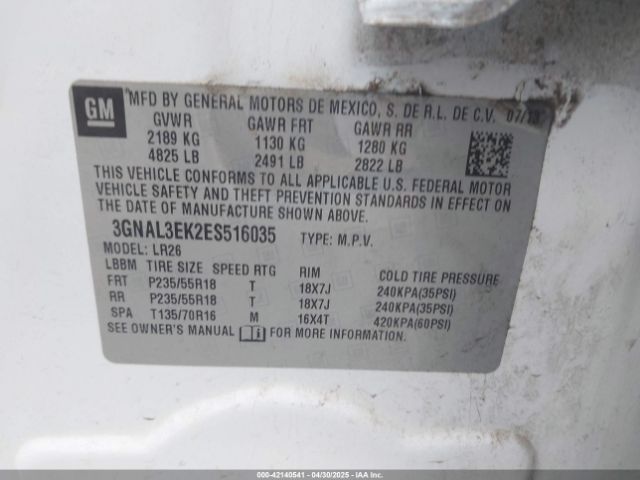 GM
MFD BY GENERAL MOTORS DE MEXICO, S. DE R.L. DE C.V. 07/13
GVWR GAWR FRT GAWR RR
2189 KG 1130 KG 1280 KG
4825 LB 2491 LB 2822 LB
THIS VEHICLE CONFORMS TO ALL APPLICABLE U.S. FEDERAL MOTOR
VEHICLE SAFETY AND THEFT PREVENTION STANDARDS IN EFFECT ON
THE DATE OF MANUFACTURE SHOWN ABOVE.
3GNAL3EK2ES516035 TYPE: M.P.V.
MODEL: LR26
LBBM TIRE SIZE SPEED RTG RIM COLD TIRE PRESSURE
FRT P235/55R18 T 18X7J 240KPA(35PSI)
RR P235/55R18 T 18X7J 240KPA(35PSI)
SPA T135/70R16 M 16X4T 420KPA(60PSI)
SEE OWNER'S MANUAL FOR MORE INFORMATION.
000-42140541 - 04/30/2025 - IAAI.COM